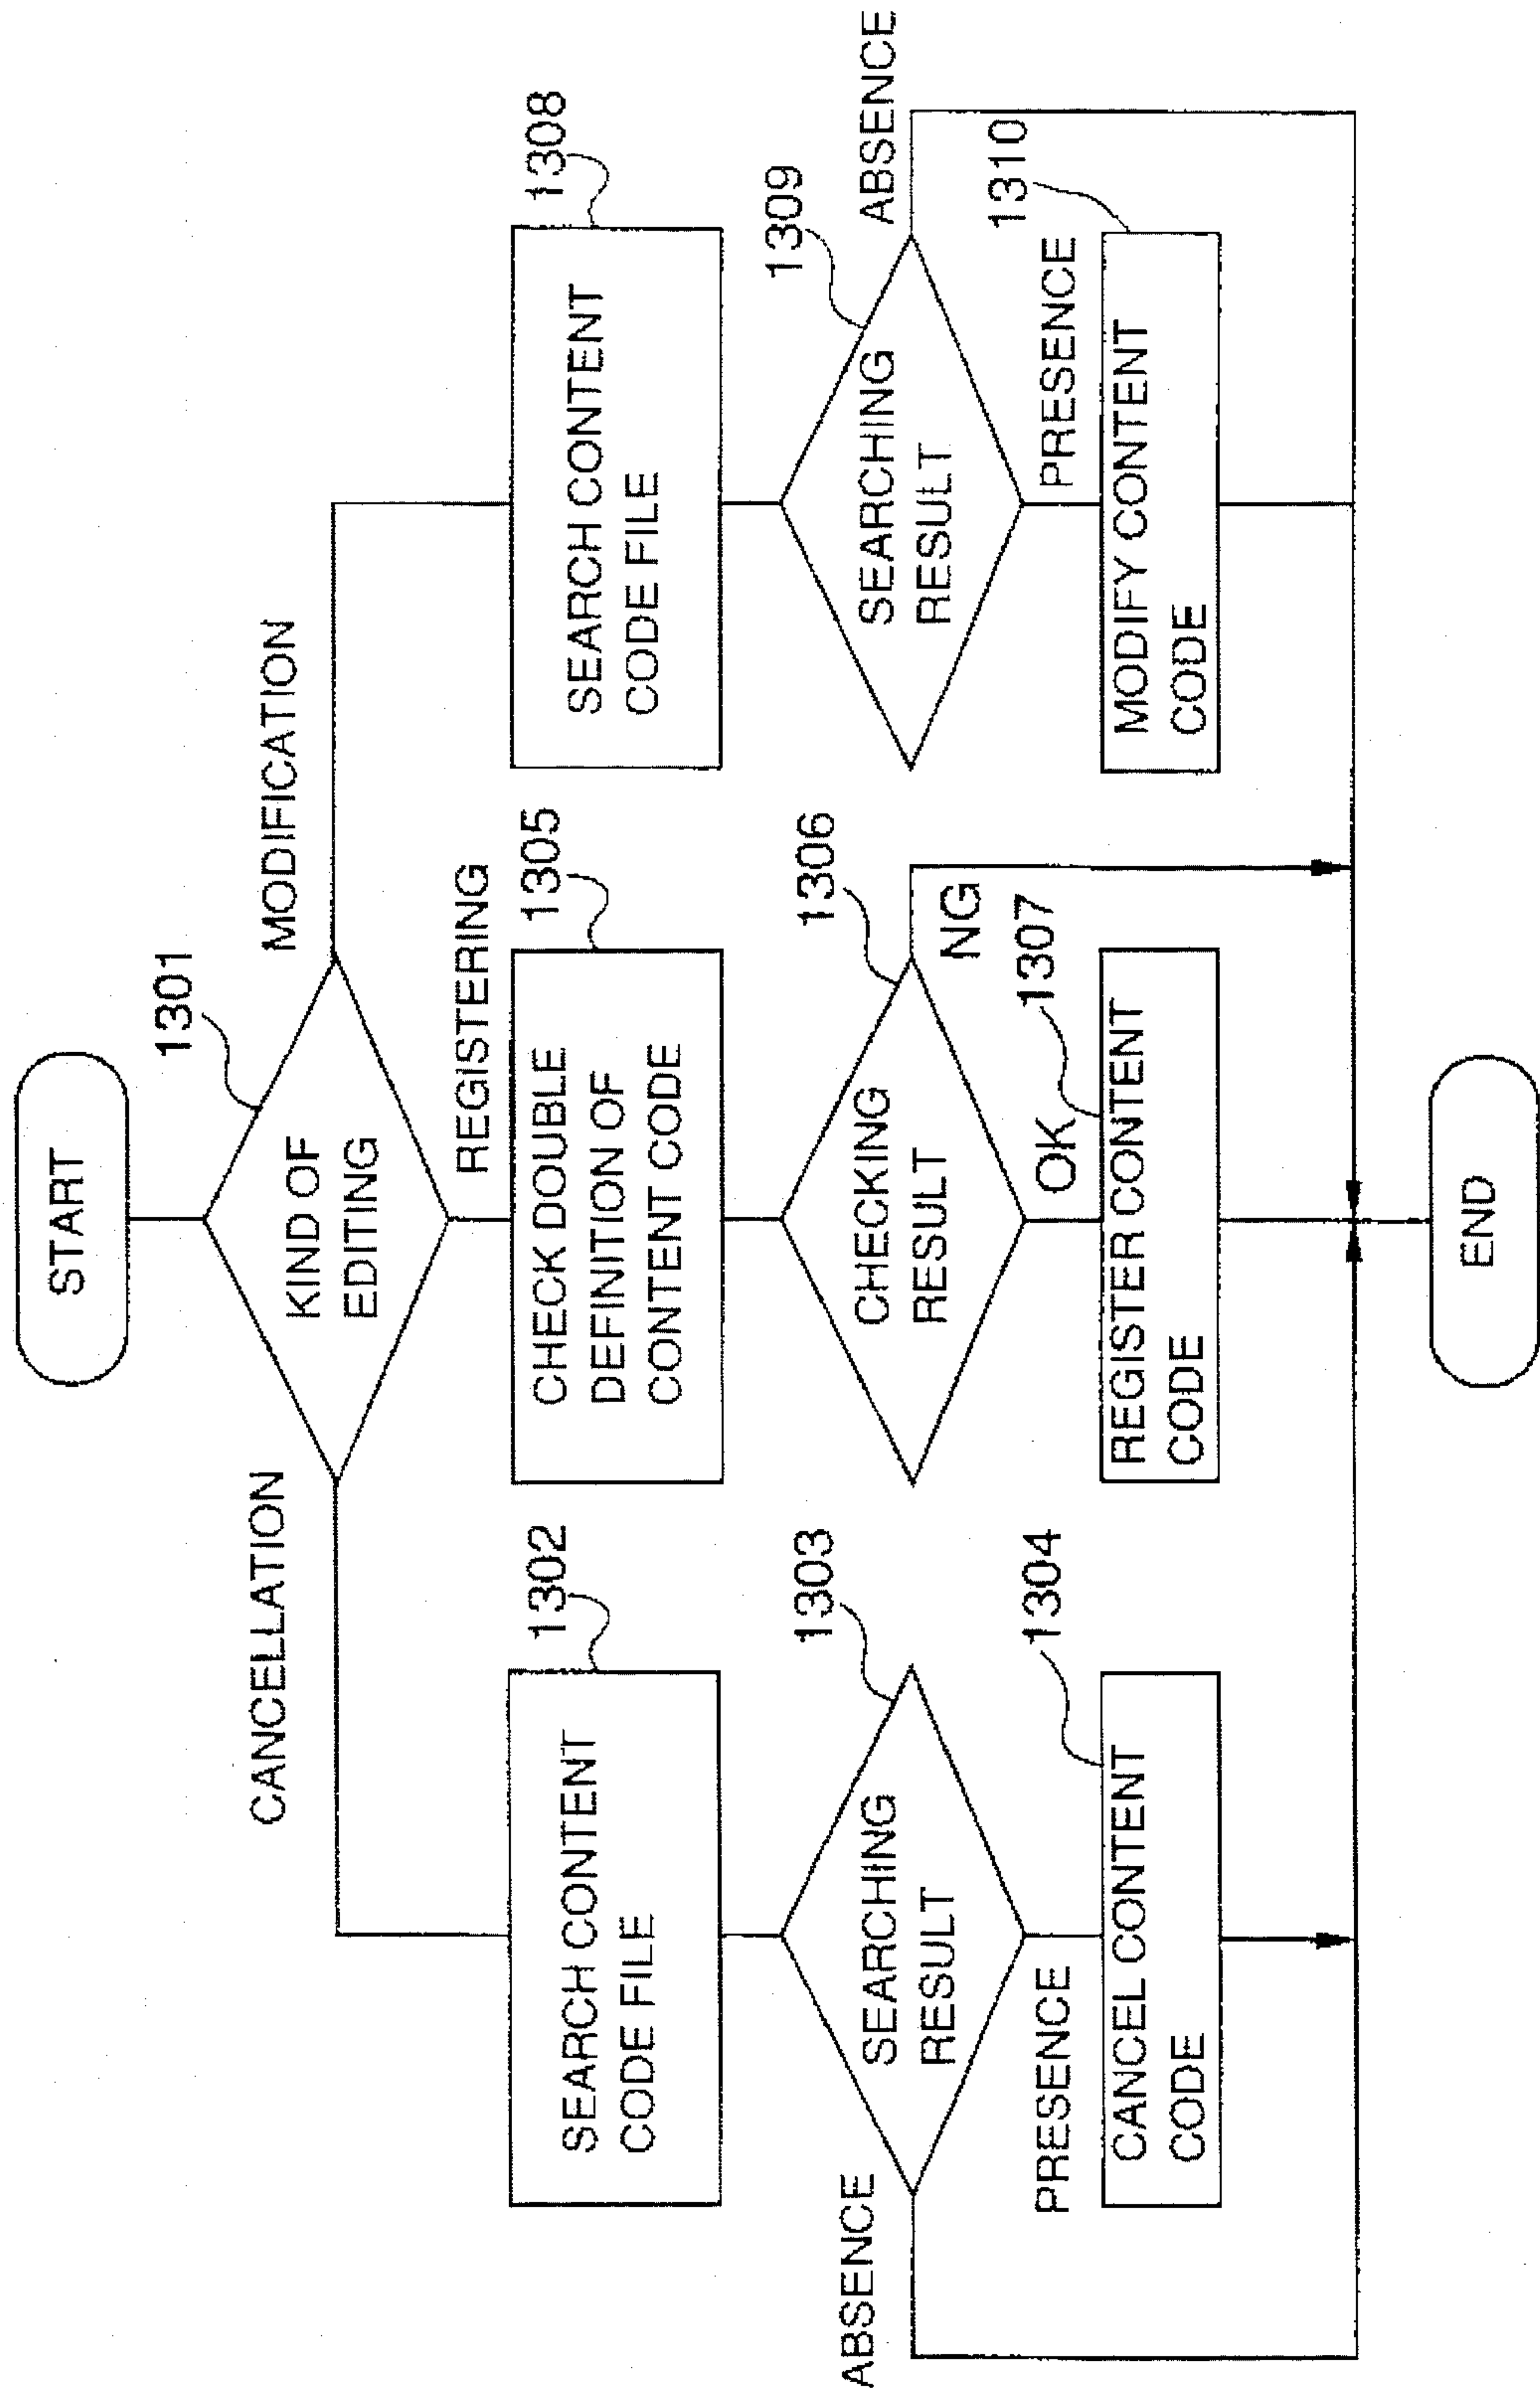 START
1301
KIND OF
EDITING
CANCELLATION
MODIFICATION
REGISTERING
1302
SEARCH CONTENT
CODE FILE
1305
CHECK DOUBLE
DEFINITION OF
CONTENT CODE
1308
SEARCH CONTENT
CODE FILE
ABSENCE
1303
SEARCHING
RESULT
PRESENCE
1306
CHECKING
RESULT
NG
OK
1309
SEARCHING
RESULT
ABSENCE
PRESENCE
1304
CANCEL CONTENT
CODE
1307
REGISTER CONTENT
CODE
1310
MODIFY CONTENT
CODE
END